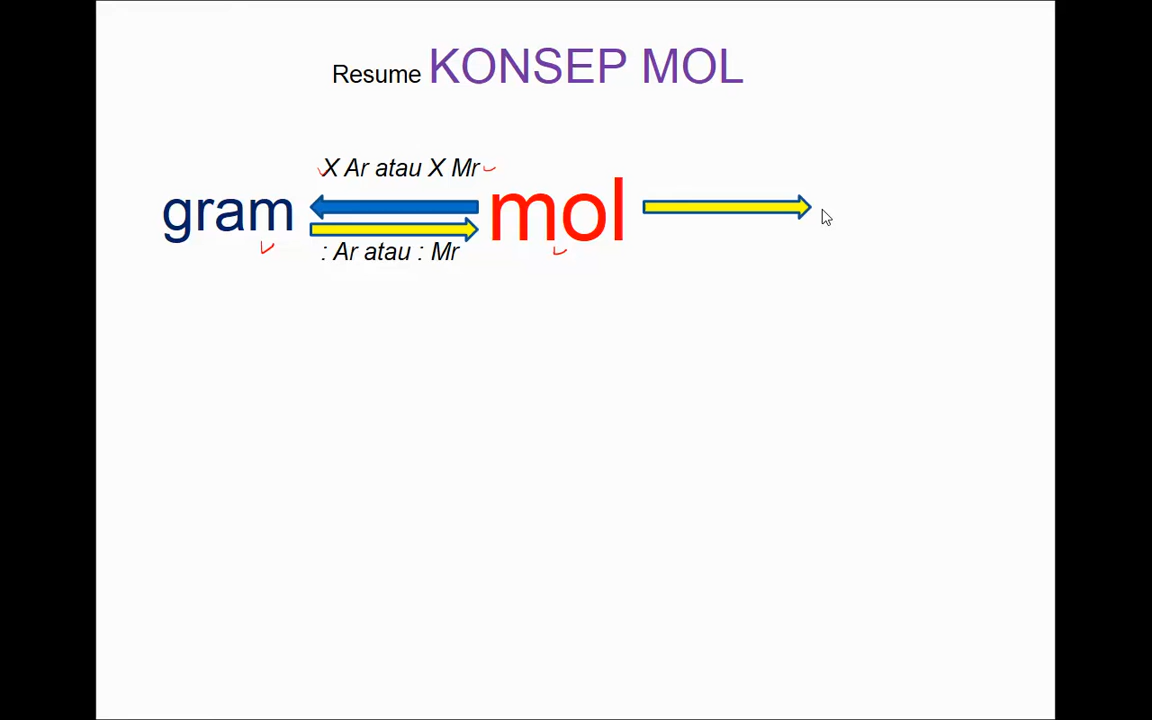 Resume KONSEP MOL
X Ar atau X Mr
gram mol
: Ar atau : Mr